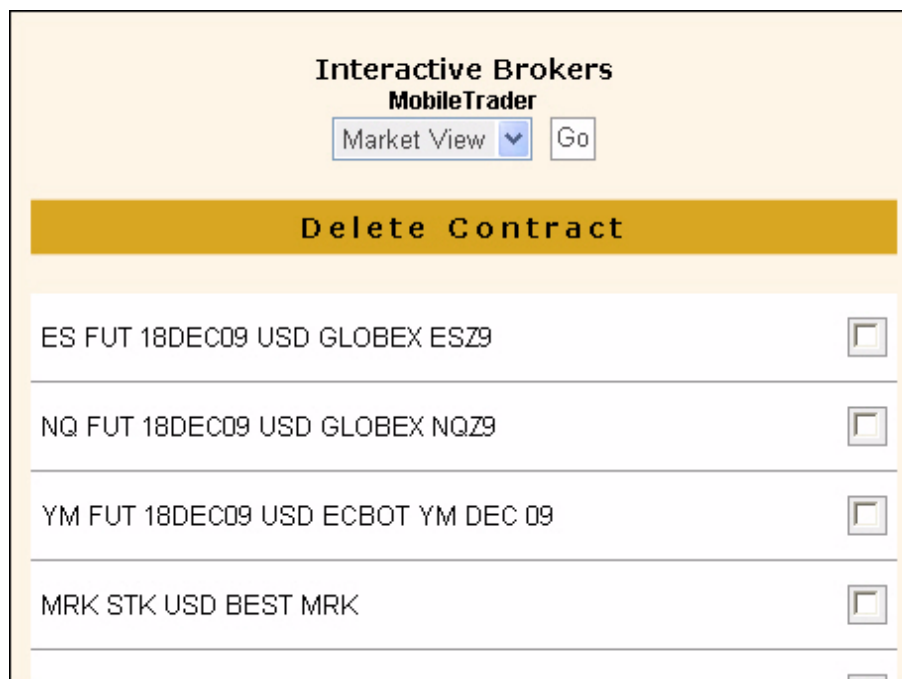 Interactive Brokers
MobileTrader
Market View Go
Delete Contract
ES FUT 18DEC09 USD GLOBEX ESZ9
NQ FUT 18DEC09 USD GLOBEX NQZ9
YM FUT 18DEC09 USD ECBOT YM DEC 09
MRK STK USD BEST MRK